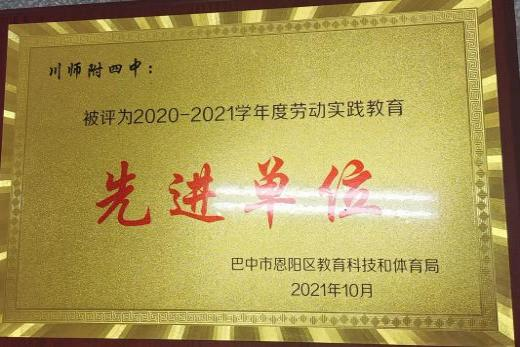 川师附四中：
被评为2020-2021学年度劳动实践教育
先进单位
巴中市恩阳区教育科技和体育局
2021年10月